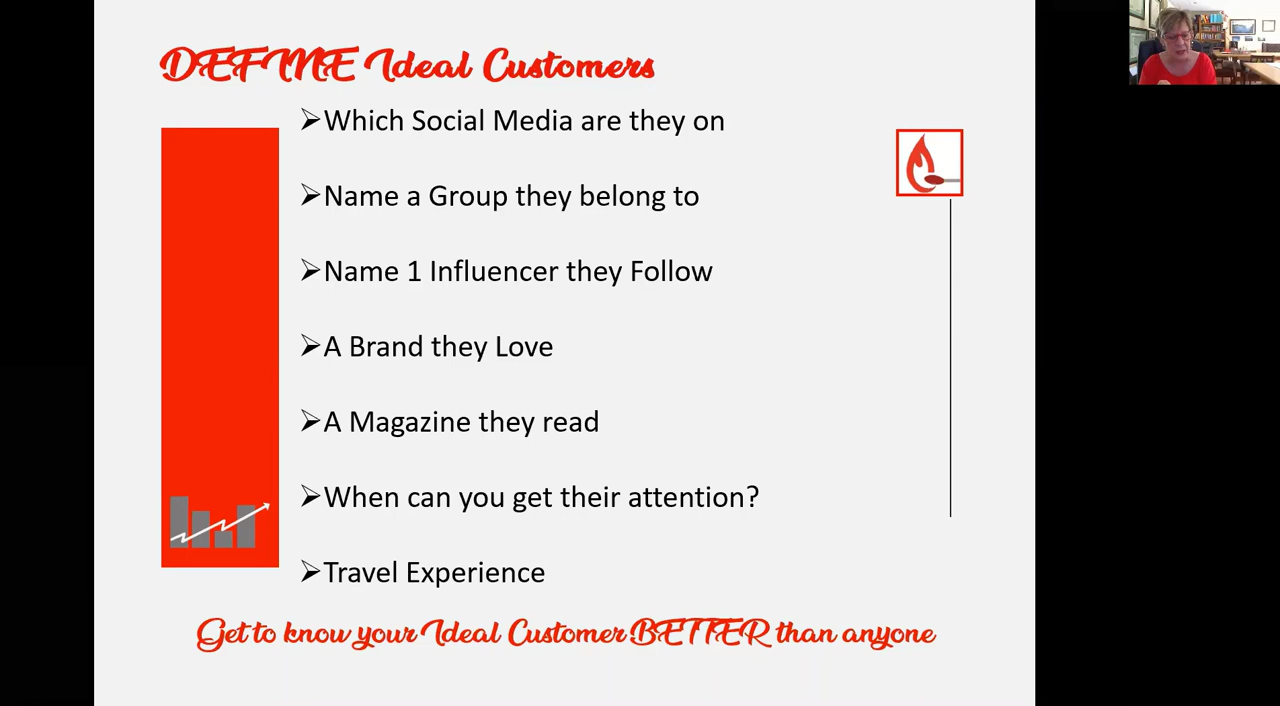 DEFINE Ideal Customers
➢Which Social Media are they on
➢Name a Group they belong to
➢Name 1 Influencer they Follow
➢A Brand they Love
➢A Magazine they read
➢When can you get their attention?
➢Travel Experience
Get to know your Ideal Customer BETTER than anyone